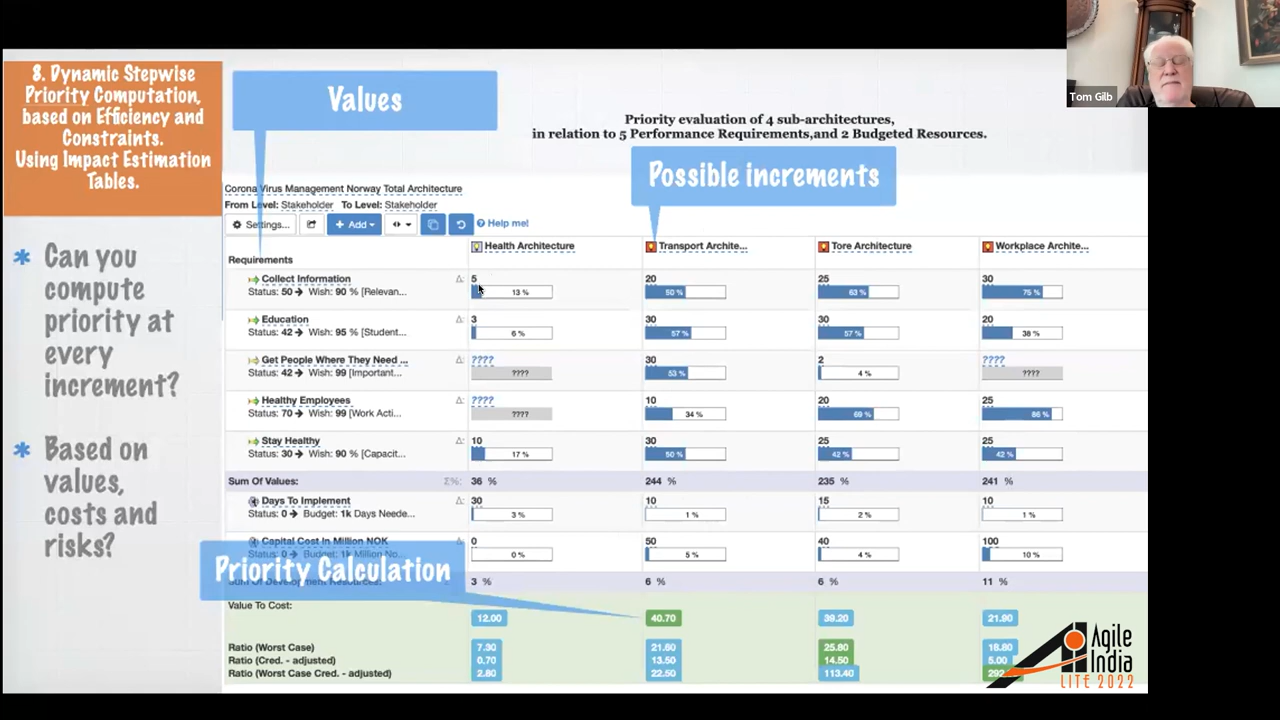 Tom Gilb
8. Dynamic Stepwise
Priority Computation,
based on Efficiency and
Constraints.
Using Impact Estimation
Tables.
Values
Priority evaluation of 4 sub-architectures,
in relation to 5 Performance Requirements,and 2 Budgeted Resources.
Possible increments
* Can you
compute
priority at
every
increment?
* Based on
values,
costs and
risks?
Corona Virus Management Norway Total Architecture
From Level: Stakeholder To Level: Stakeholder
Settings... + Add Help me!
Requirements Health Architecture Transport Archite... Tore Architecture Workplace Archite...
Collect Information Δ: 5 20 25 30
Status: 50 → Wish: 90 % [Relevan... 13 % 50 % 63 % 75 %
Education Δ: 3 30 30 20
Status: 42 → Wish: 95 % [Student... 6 % 57 % 57 % 38 %
Get People Where They Need ... Δ: ???? 30 2 ????
Status: 42 → Wish: 99 [Important... ???? 53 % 4 % ????
Healthy Employees Δ: ???? 10 20 25
Status: 70 → Wish: 99 [Work Acti... ???? 34 % 69 % 86 %
Stay Healthy Δ: 10 30 25 25
Status: 30 → Wish: 90 % [Capacit... 17 % 50 % 42 % 42 %
Sum Of Values: Σ%: 36 % 244 % 235 % 241 %
Days To Implement Δ: 30 10 15 10
Status: 0 → Budget: 1k Days Neede... 3 % 1 % 2 % 1 %
Capital Cost In Million NOK Δ: 0 50 40 100
Status: 0 → Budget: 1k Million No... 0 % 5 % 4 % 10 %
Priority Calculation
Sum Of Development Resources: 3 % 6 % 6 % 11 %
Value To Cost: 12.00 40.70 39.20 21.90
Ratio (Worst Case) 7.30 21.60 25.80 18.80
Ratio (Cred. - adjusted) 0.70 13.50 14.50 5.00
Ratio (Worst Case Cred. - adjusted) 2.80 22.50 113.40
Agile
India
LITE 2022